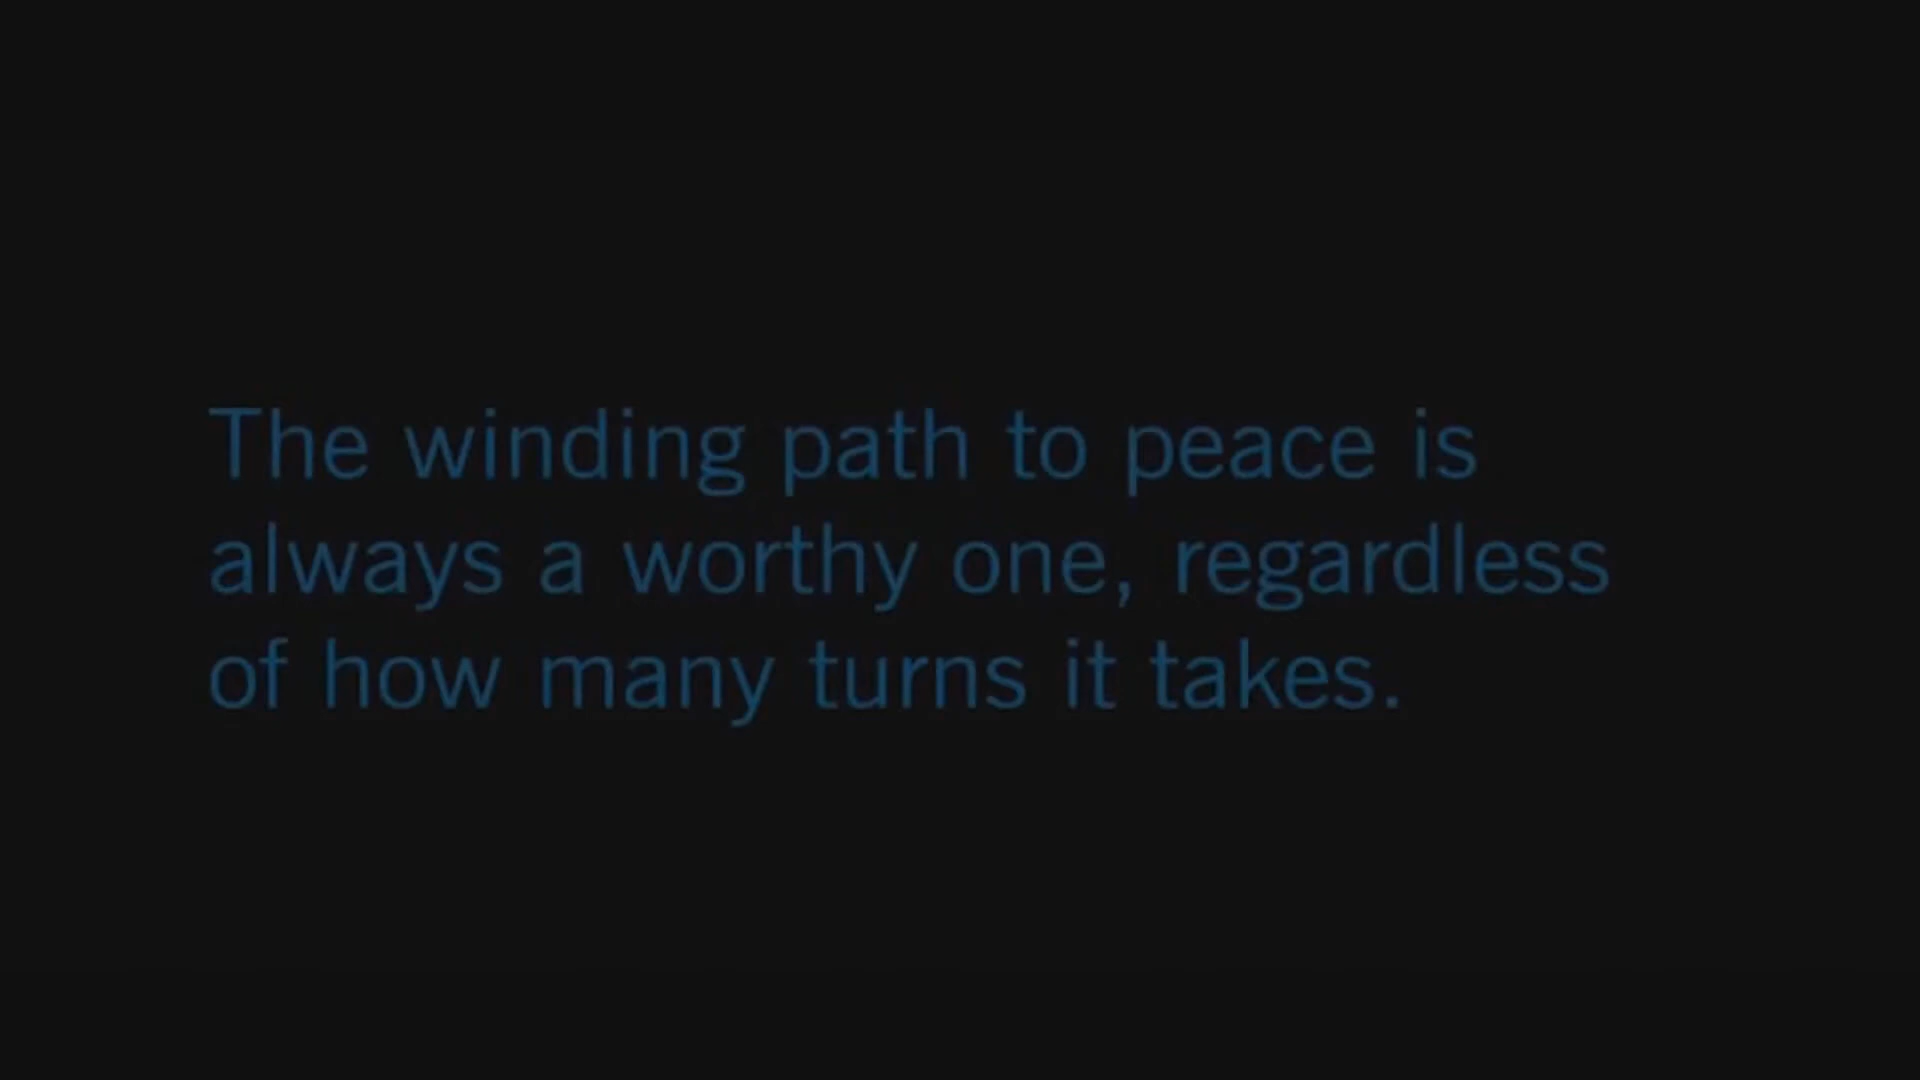 The winding path to peace is
always a worthy one, regardless
of how many turns it takes.